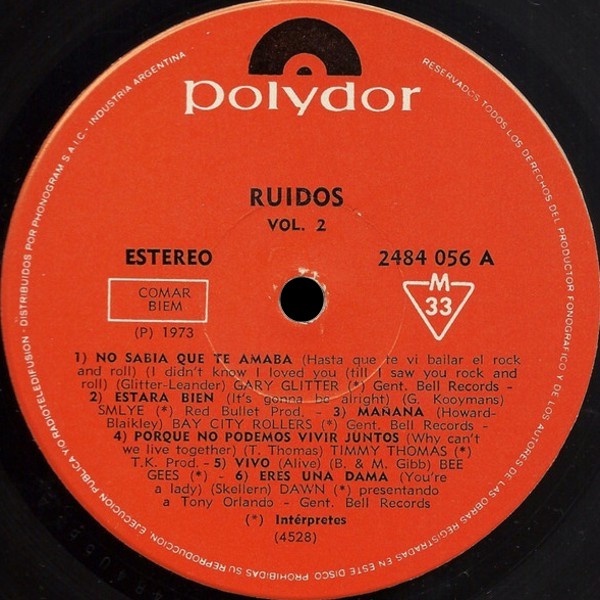 polydor
RUIDOS
VOL. 2
ESTEREO
2484 056 A
COMAR
BIEM
M
33
(P) 1973
1) NO SABIA QUE TE AMABA (Hasta que te vi bailar el rock
and roll) (I didn't know I loved you (till I saw you rock and
roll) (Glitter-Leander) GARY GLITTER (*) Gent. Bell Records -
2) ESTARA BIEN (It's gonna be alright) (G. Kooymans)
SMLYE (*) Red Bullet Prod. - 3) MAÑANA (Howard-
Blaikley) BAY CITY ROLLERS (*) Gent. Bell Records -
4) PORQUE NO PODEMOS VIVIR JUNTOS (Why can't
we live together) (T. Thomas) TIMMY THOMAS (*)
T.K. Prod. - 5) VIVO (Alive) (B. & M. Gibb) BEE
GEES (*) - 6) ERES UNA DAMA (You're
a lady) (Skellern) DAWN (*) presentando
a Tony Orlando - Gent. Bell Records
(*) Intérpretes
(4528)
RESERVADOS TODOS LOS DERECHOS DEL PRODUCTOR FONOGRAFICO Y DE LOS AUTORES DE LAS OBRAS REGISTRADAS EN ESTE DISCO PROHIBIDAS SU REPRODUCCION, EJECUCION PUBLICA Y/O RADIOTELEDIFUSION - DISTRIBUIDOS POR PHONOGRAM S.A.I.C. - INDUSTRIA ARGENTINA